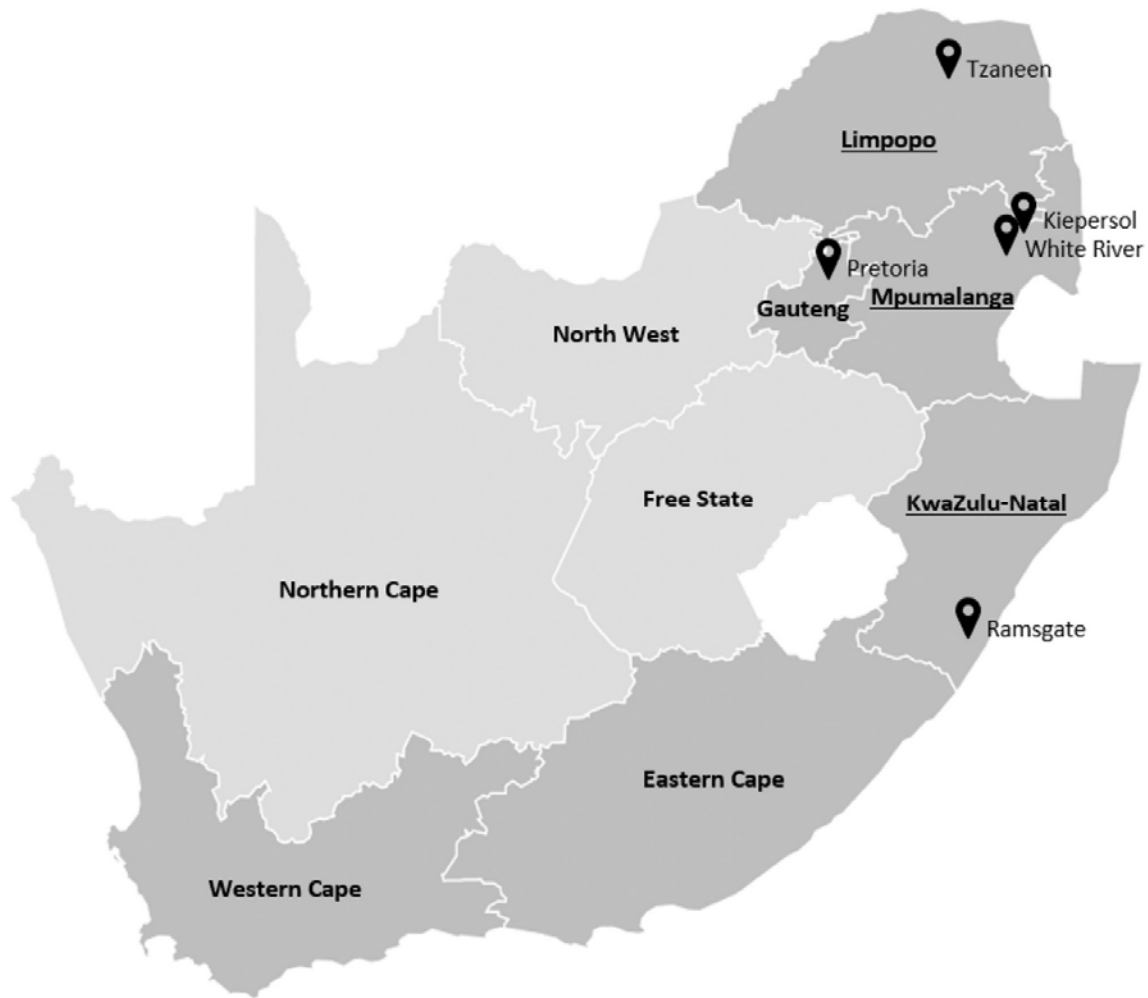 Tzaneen
Limpopo
Kiepersol
White River
Pretoria
Mpumalanga
Gauteng
North West
Free State
KwaZulu-Natal
Northern Cape
Ramsgate
Eastern Cape
Western Cape